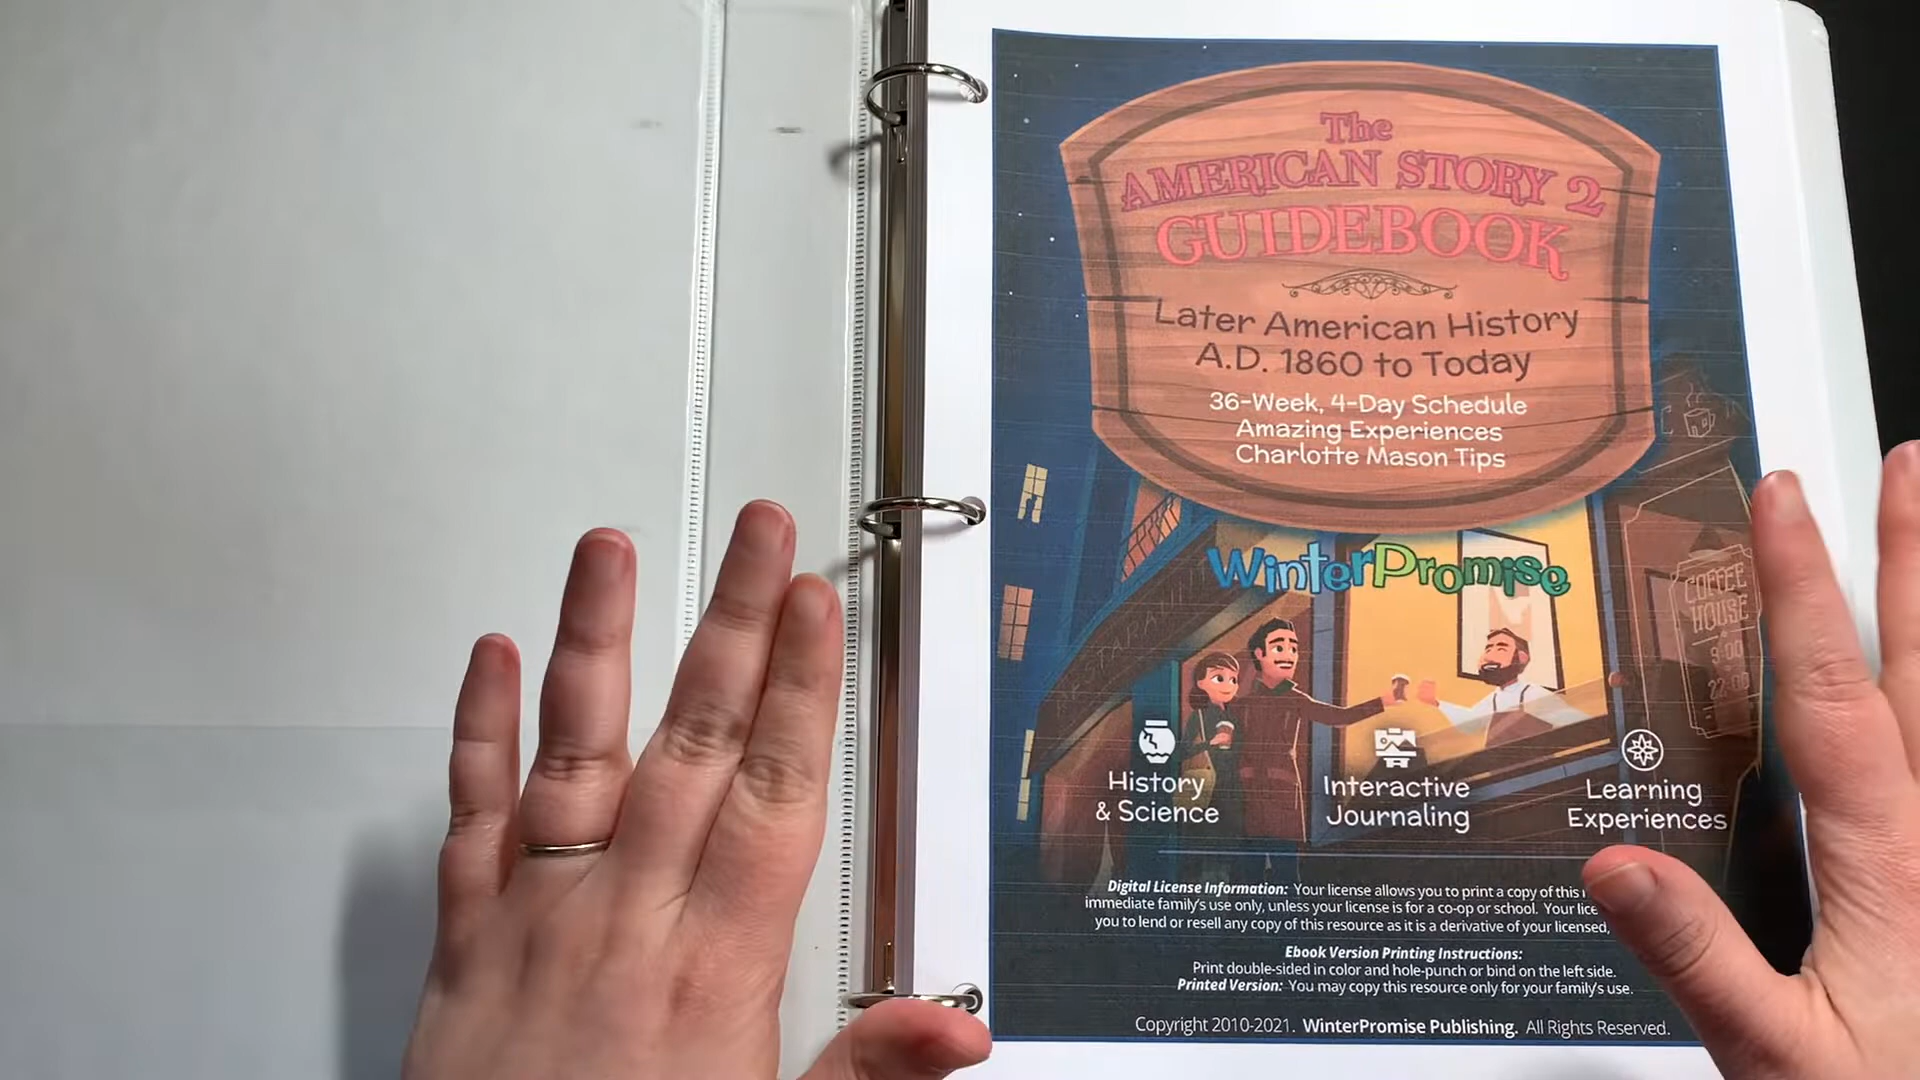 The
AMERICAN STORY 2
GUIDEBOOK
Later American History
A.D. 1860 to Today
36-Week, 4-Day Schedule
Amazing Experiences
Charlotte Mason Tips
WinterPromise
RESTARAUNT
COFFEE
HOUSE
9:00
22:00
History
& Science
Interactive
Journaling
Learning
Experiences
Digital License Information: Your license allows you to print a copy of this
immediate family's use only, unless your license is for a co-op or school. Your
you to lend or resell any copy of this resource as it is a derivative of your licensed,
Ebook Version Printing Instructions:
Print double-sided in color and hole-punch or bind on the left side.
Printed Version: You may copy this resource only for your family's use.
Copyright 2010-2021. WinterPromise Publishing. All Rights Reserved.